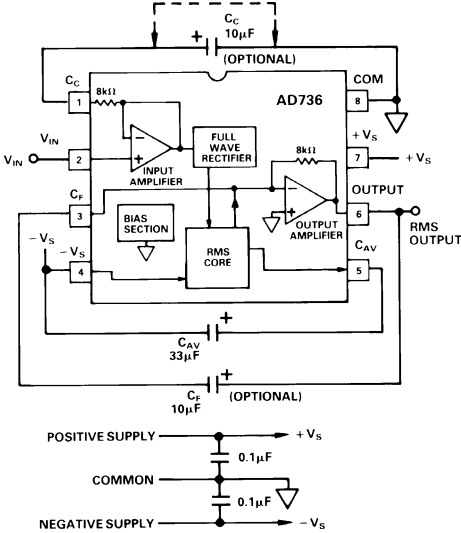 C_C
10µF
(OPTIONAL)
C_C
8kΩ
1
AD736
COM
8
V_IN
V_IN
2
INPUT
AMPLIFIER
FULL
WAVE
RECTIFIER
8kΩ
+V_S
7
+V_S
C_F
3
BIAS
SECTION
OUTPUT
AMPLIFIER
OUTPUT
6
RMS
OUTPUT
-V_S
-V_S
4
RMS
CORE
C_AV
5
C_AV
33µF
C_F
10µF
(OPTIONAL)
POSITIVE SUPPLY
+V_S
0.1µF
COMMON
0.1µF
NEGATIVE SUPPLY
-V_S